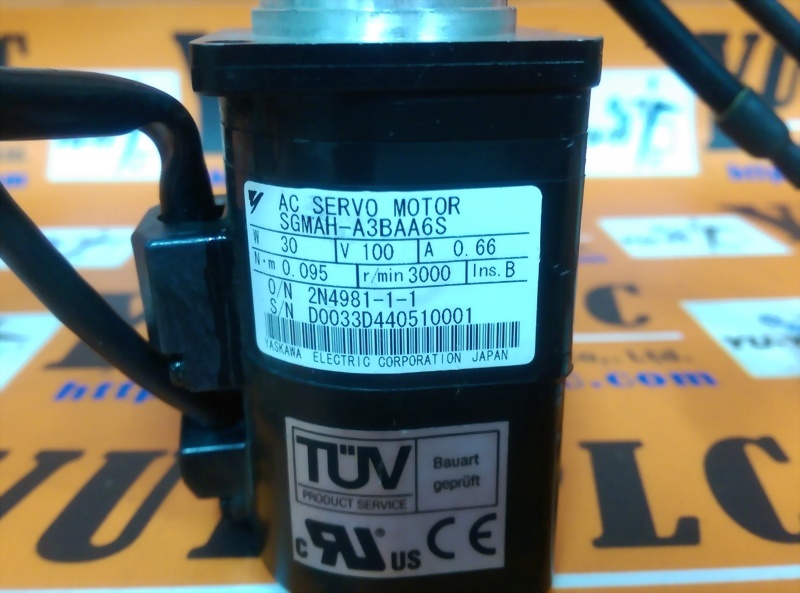 AC SERVO MOTOR
SGMAH-A3BAA6S
W 30 V 100 A 0.66
N·m 0.095 r/min 3000 Ins. B
O/N 2N4981-1-1
S/N D0033D440510001
YASKAWA ELECTRIC CORPORATION JAPAN
TÜV
PRODUCT SERVICE
Bauart
geprüft
c RU US CE